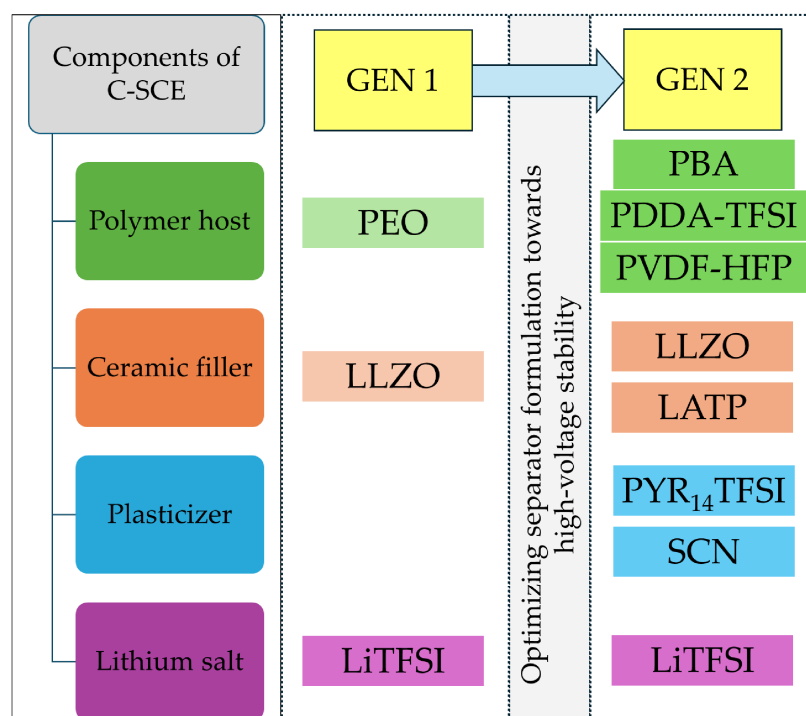 Components of
C-SCE
GEN 1
GEN 2
Polymer host
PEO
PBA
PDDA-TFSI
PVDF-HFP
Ceramic filler
LLZO
LLZO
LATP
Plasticizer
PYR₁₄TFSI
SCN
Lithium salt
LiTFSI
LiTFSI
Optimizing separator formulation towards
high-voltage stability